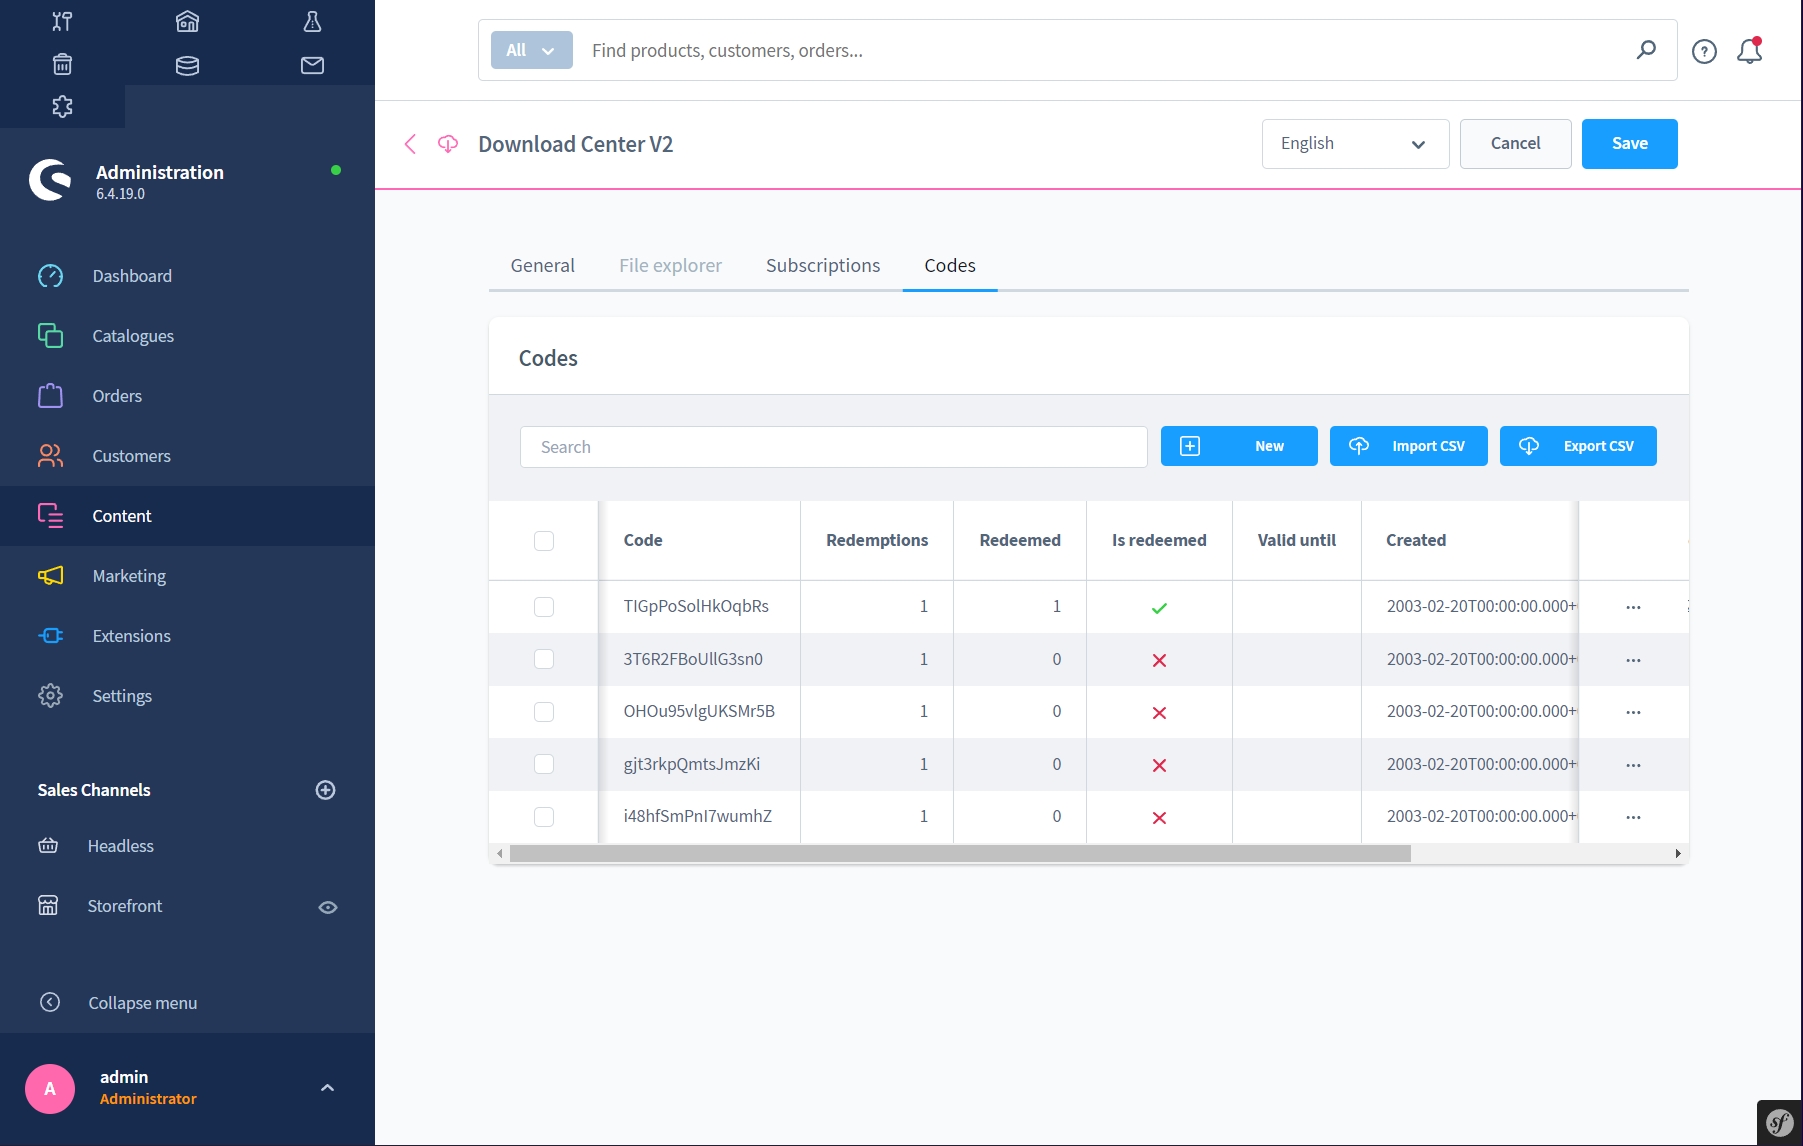 All
Find products, customers, orders...
Download Center V2
English
Cancel
Save
Administration
6.4.19.0
Dashboard
Catalogues
Orders
Customers
Content
Marketing
Extensions
Settings
Sales Channels
Headless
Storefront
Collapse menu
A
admin
Administrator
General File explorer Subscriptions Codes
Codes
Search
New
Import CSV
Export CSV
Code Redemptions Redeemed Is redeemed Valid until Created
TIGpPoSolHkOqbRs 1 1 2003-02-20T00:00:00.000+
3T6R2FBoUllG3sn0 1 0 2003-02-20T00:00:00.000+
OHOu95vlgUKSMr5B 1 0 2003-02-20T00:00:00.000+
gjt3rkpQmtsJmzKi 1 0 2003-02-20T00:00:00.000+
i48hfSmPnI7wumhZ 1 0 2003-02-20T00:00:00.000+
sf